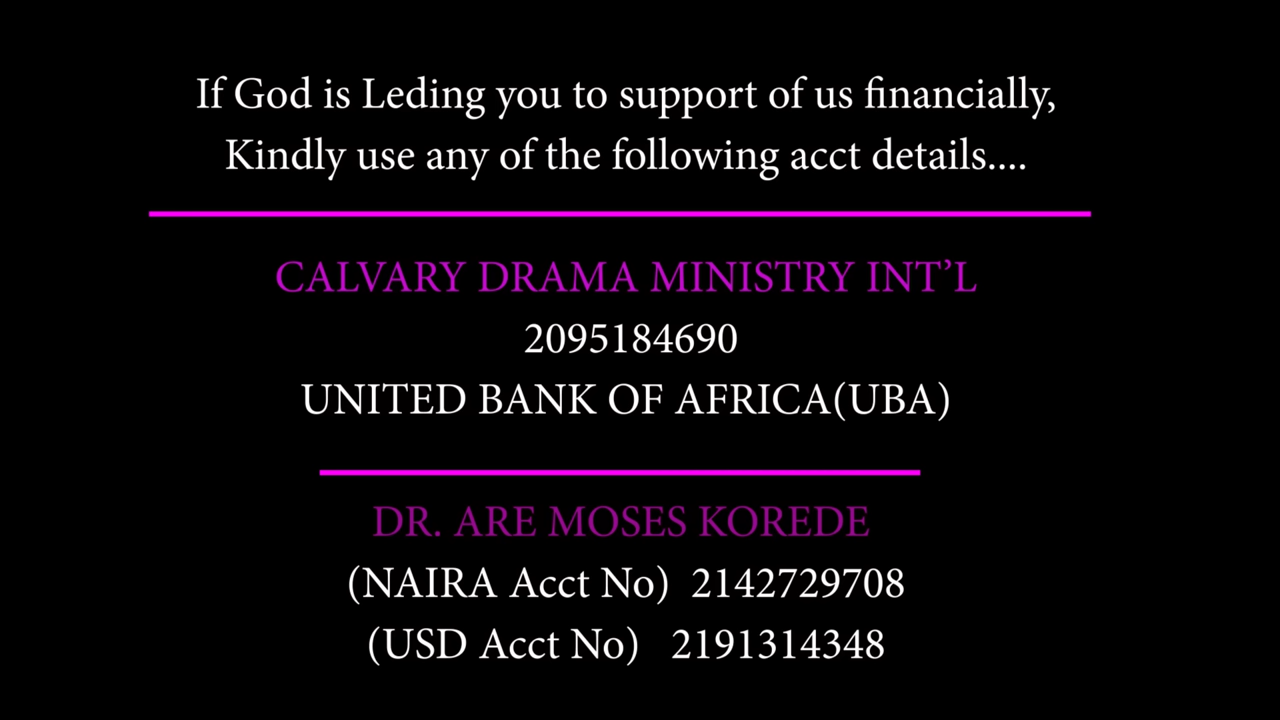 If God is Leding you to support of us financially,
Kindly use any of the following acct details....
CALVARY DRAMA MINISTRY INT’L
2095184690
UNITED BANK OF AFRICA(UBA)
DR. ARE MOSES KOREDE
(NAIRA Acct No) 2142729708
(USD Acct No) 2191314348